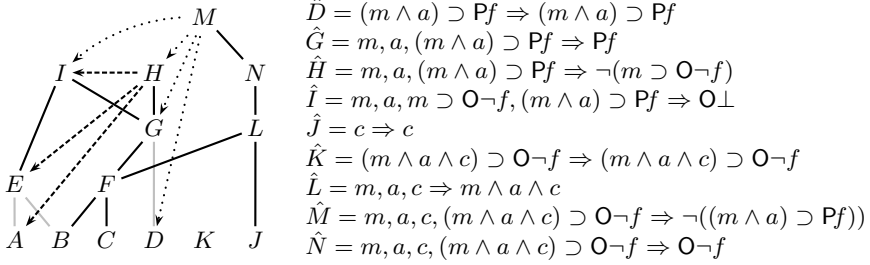 M
I H N
G L
E F
A B C D K J
D̂ = (m ∧ a) ⊃ Pf ⇒ (m ∧ a) ⊃ Pf
Ĝ = m, a, (m ∧ a) ⊃ Pf ⇒ Pf
Ĥ = m, a, (m ∧ a) ⊃ Pf ⇒ ¬(m ⊃ O¬f)
Î = m, a, m ⊃ O¬f, (m ∧ a) ⊃ Pf ⇒ O⊥
Ĵ = c ⇒ c
K̂ = (m ∧ a ∧ c) ⊃ O¬f ⇒ (m ∧ a ∧ c) ⊃ O¬f
L̂ = m, a, c ⇒ m ∧ a ∧ c
M̂ = m, a, c, (m ∧ a ∧ c) ⊃ O¬f ⇒ ¬((m ∧ a) ⊃ Pf))
N̂ = m, a, c, (m ∧ a ∧ c) ⊃ O¬f ⇒ O¬f